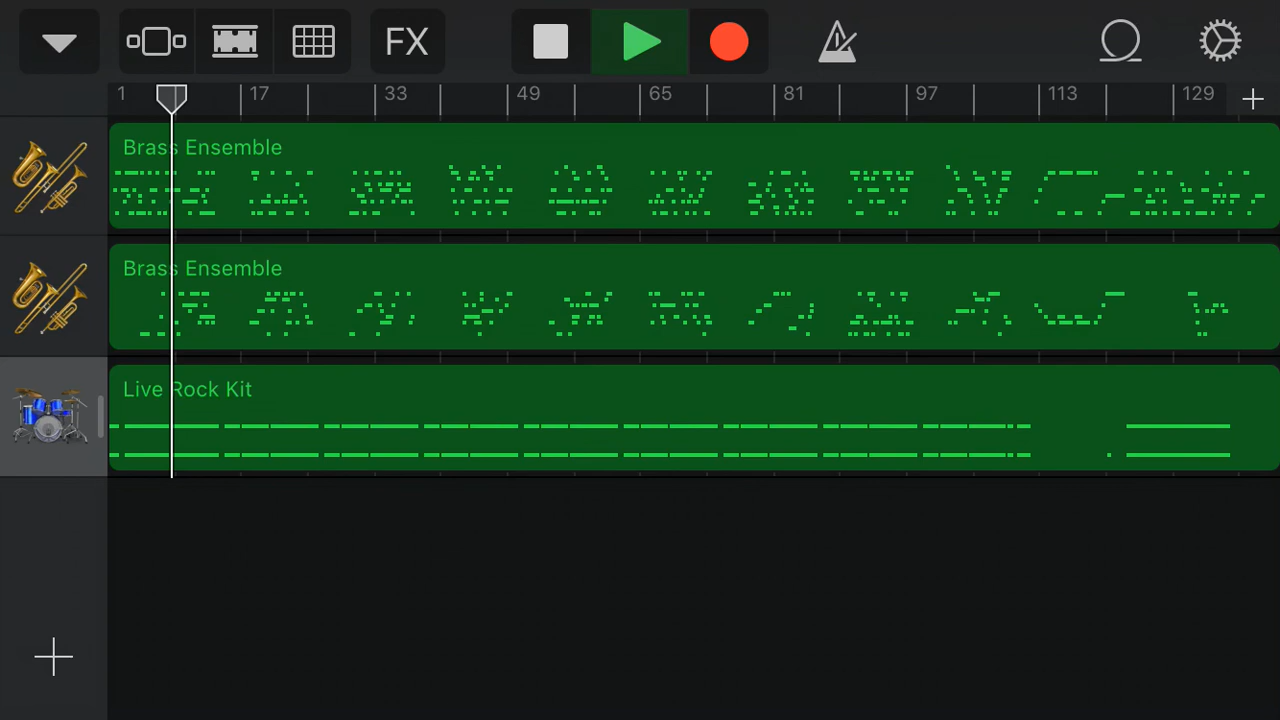 FX
1 17 33 49 65 81 97 113 129
Brass Ensemble
Brass Ensemble
Live Rock Kit